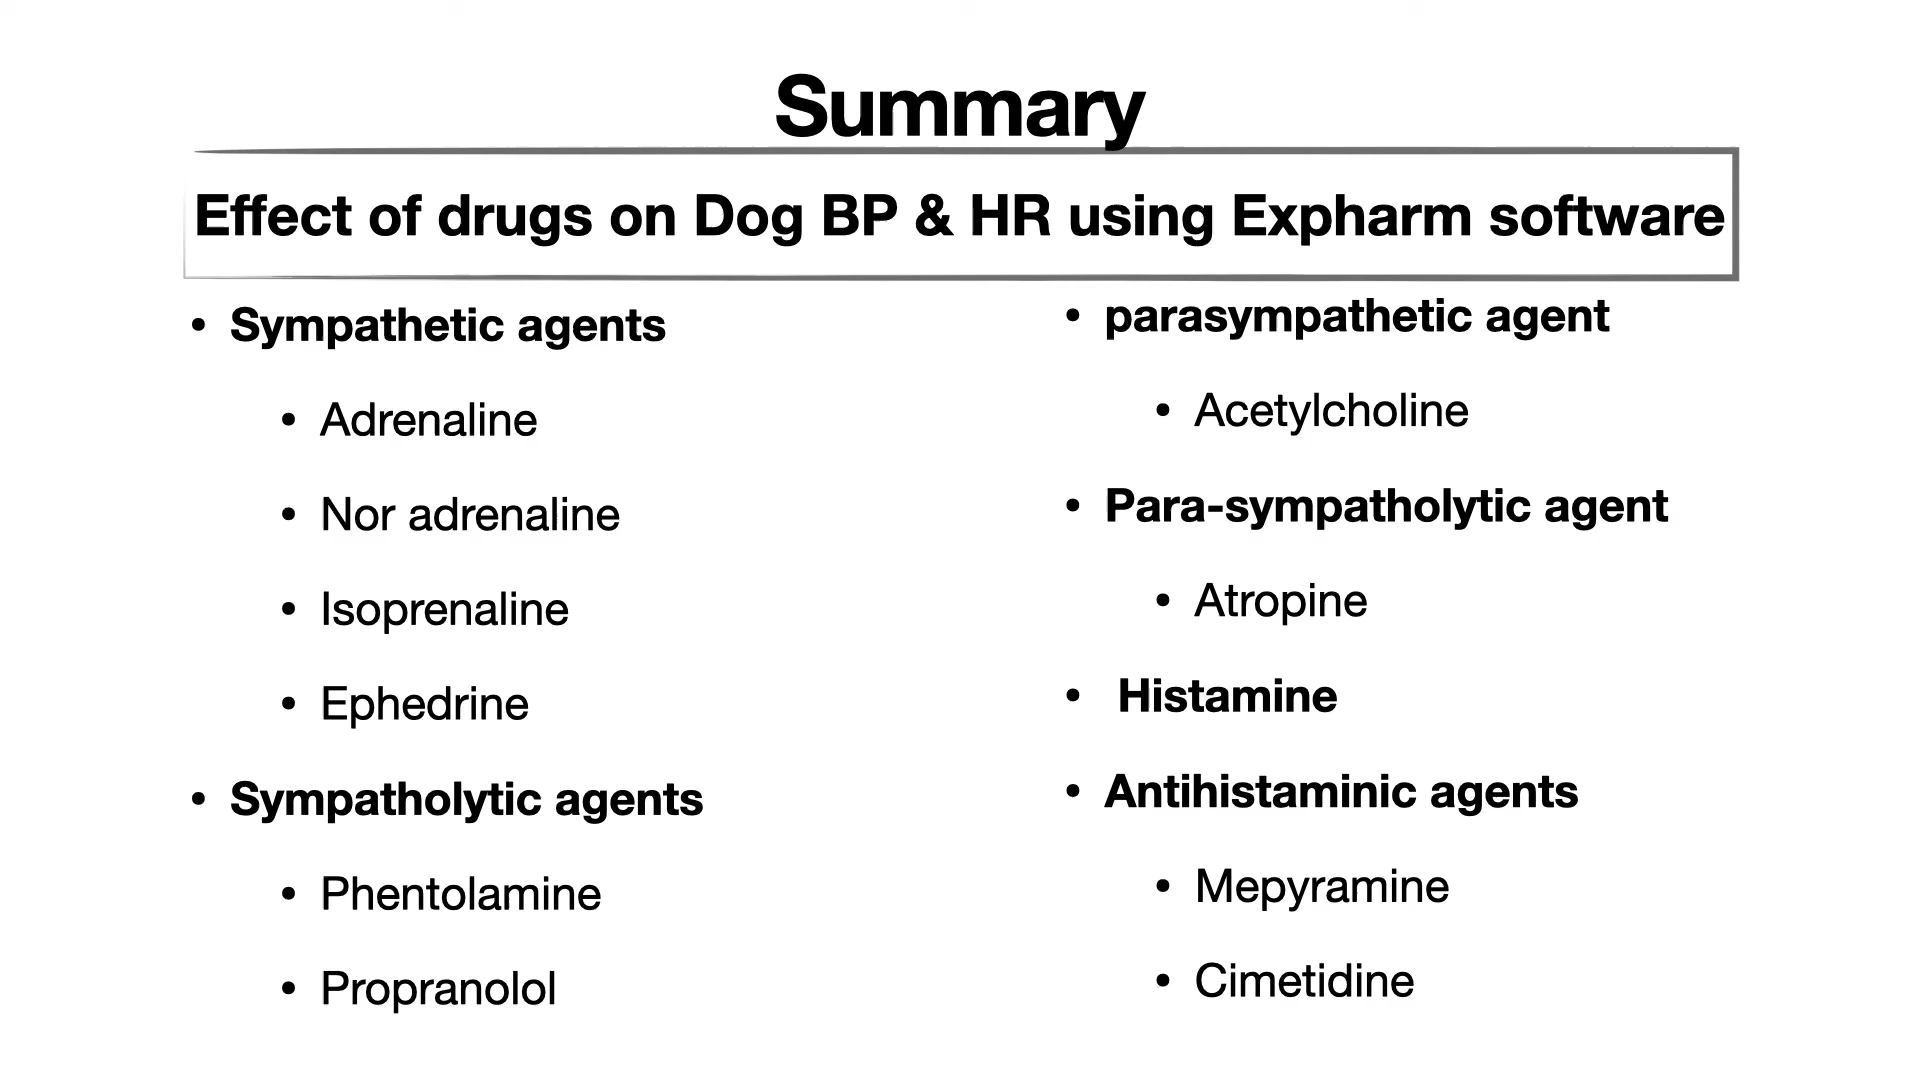 Summary
Effect of drugs on Dog BP & HR using Expharm software
• Sympathetic agents
• Adrenaline
• Nor adrenaline
• Isoprenaline
• Ephedrine
• Sympatholytic agents
• Phentolamine
• Propranolol
• parasympathetic agent
• Acetylcholine
• Para-sympatholytic agent
• Atropine
• Histamine
• Antihistaminic agents
• Mepyramine
• Cimetidine